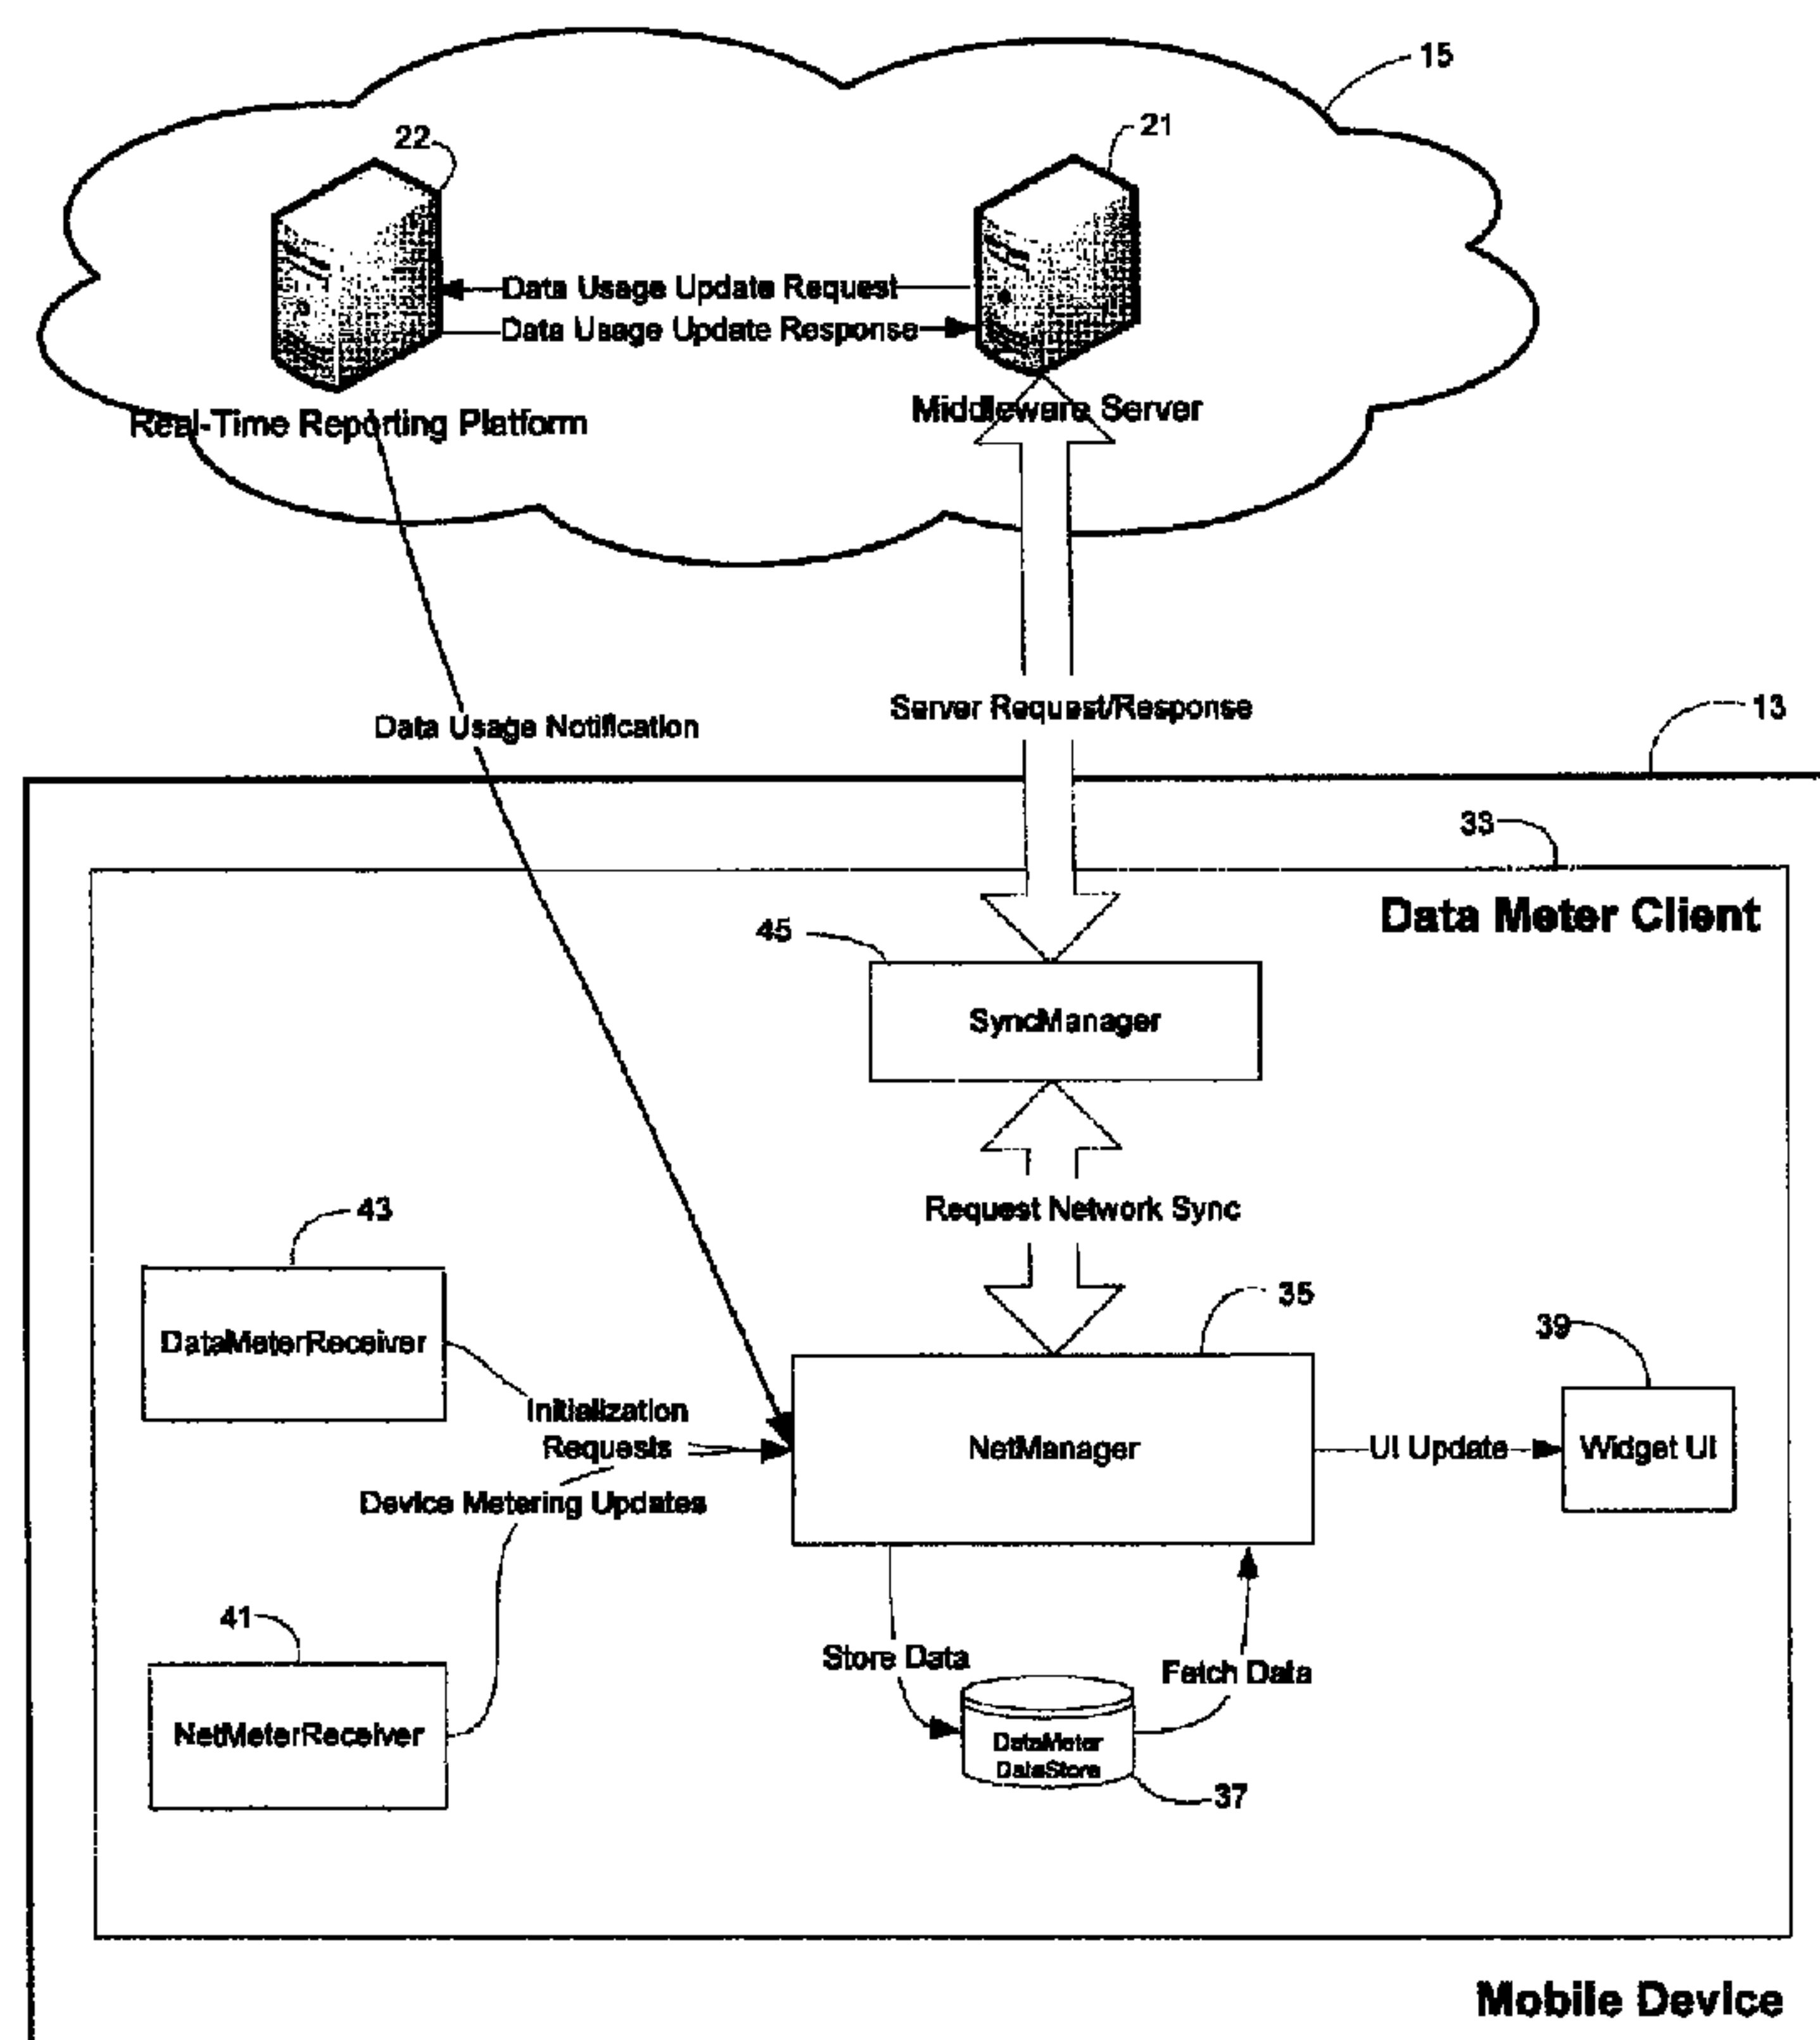 15
22
21
Data Usage Update Request
Data Usage Update Response
Real-Time Reporting Platform
Middleware Server
Server Request/Response
Data Usage Notification
13
33
Data Meter Client
45
SyncManager
43
Request Network Sync
35
39
DataMeterReceiver
Initialization
Requests
NetManager
UI Update
Widget UI
Device Metering Updates
41
Store Data
Fetch Data
NetMeterReceiver
DataMeter
DataStore
37
Mobile Device